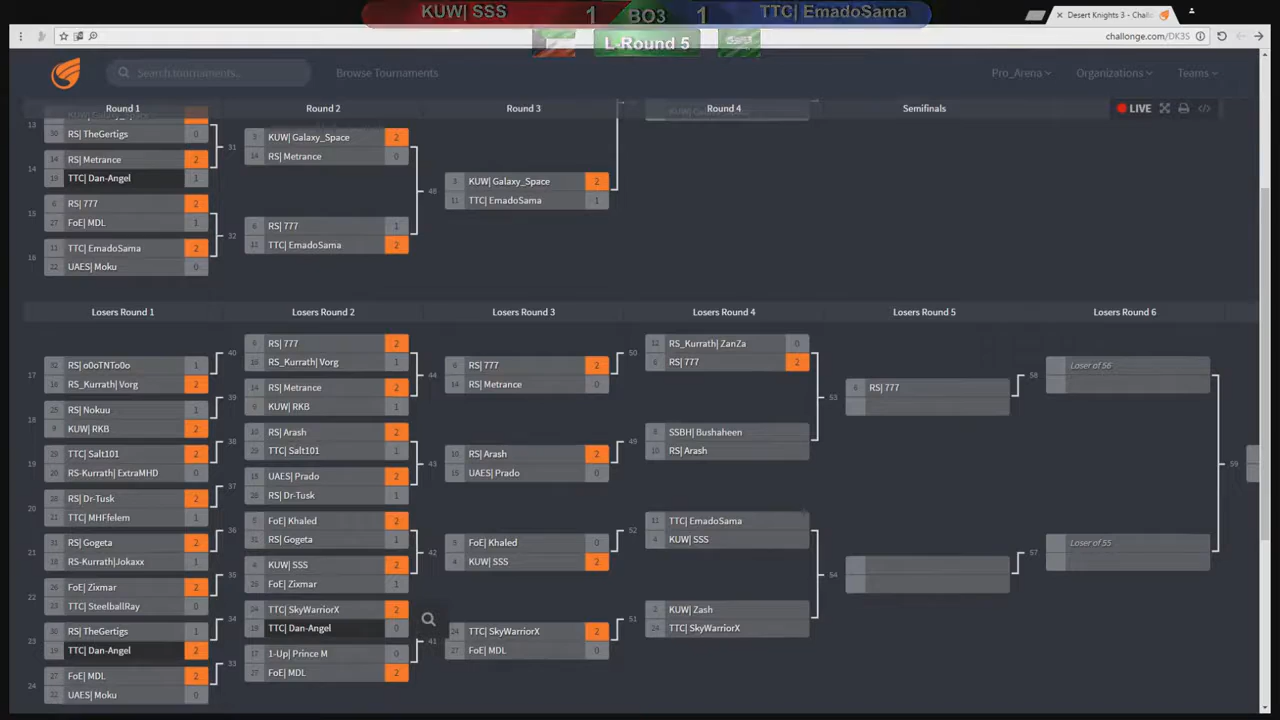 KUW| SSS 1 BO3 1 TTC| EmadoSama
L-Round 5
Desert Knights 3 - Chall
challonge.com/DK3S
Search tournaments...
Browse Tournaments
Pro_Arena
Organizations
Teams
Round 1
Round 2
Round 3
Round 4
Semifinals
LIVE
13
30 RS| TheGertigs 0
14
14 RS| Metrance 2
19 TTC| Dan-Angel 1
15
6 RS| 777 2
27 FoE| MDL 1
16
11 TTC| EmadoSama 2
22 UAES| Moku 0
31
3 KUW| Galaxy_Space 2
14 RS| Metrance 0
32
6 RS| 777 1
TTC| EmadoSama 2
3 KUW| Galaxy_Space 2
11 TTC| EmadoSama 1
Losers Round 1
Losers Round 2
Losers Round 3
Losers Round 4
Losers Round 5
Losers Round 6
17
RS| o0oTNTo0o 1
RS_Kurrath| Vorg 2
18
RS| Nokuu 1
KUW| RKB 2
19
TTC| Salt101 2
RS-Kurrath| ExtraMHD 0
20
RS| Dr-Tusk 2
TTC| MHFfelem 1
21
31 RS| Gogeta 2
RS-Kurrath|Jokaxx 1
22
26 FoE| Zixmar 2
TTC| SteelballRay 0
23
30 RS| TheGertigs 1
19 TTC| Dan-Angel 2
24
27 FoE| MDL 2
UAES| Moku 0
40
6 RS| 777 2
RS_Kurrath| Vorg 1
39
14 RS| Metrance 2
KUW| RKB 1
38
10 RS| Arash 2
TTC| Salt101 1
37
UAES| Prado 2
RS| Dr-Tusk 1
36
5 FoE| Khaled 2
31 RS| Gogeta 1
35
4 KUW| SSS 2
26 FoE| Zixmar 1
34
24 TTC| SkyWarriorX 2
19 TTC| Dan-Angel 0
33
1-Up| Prince M 0
27 FoE| MDL 2
44
6 RS| 777 2
14 RS| Metrance 0
43
10 RS| Arash 2
UAES| Prado 0
42
5 FoE| Khaled 0
4 KUW| SSS 2
41
24 TTC| SkyWarriorX 2
27 FoE| MDL 0
50
12 RS_Kurrath| ZanZa 0
6 RS| 777 2
49
8 SSBH| Bushaheen
10 RS| Arash
52
11 TTC| EmadoSama
4 KUW| SSS
51
2 KUW| Zash
24 TTC| SkyWarriorX
53
6 RS| 777
54
58
Loser of 56
57
Loser of 55
59